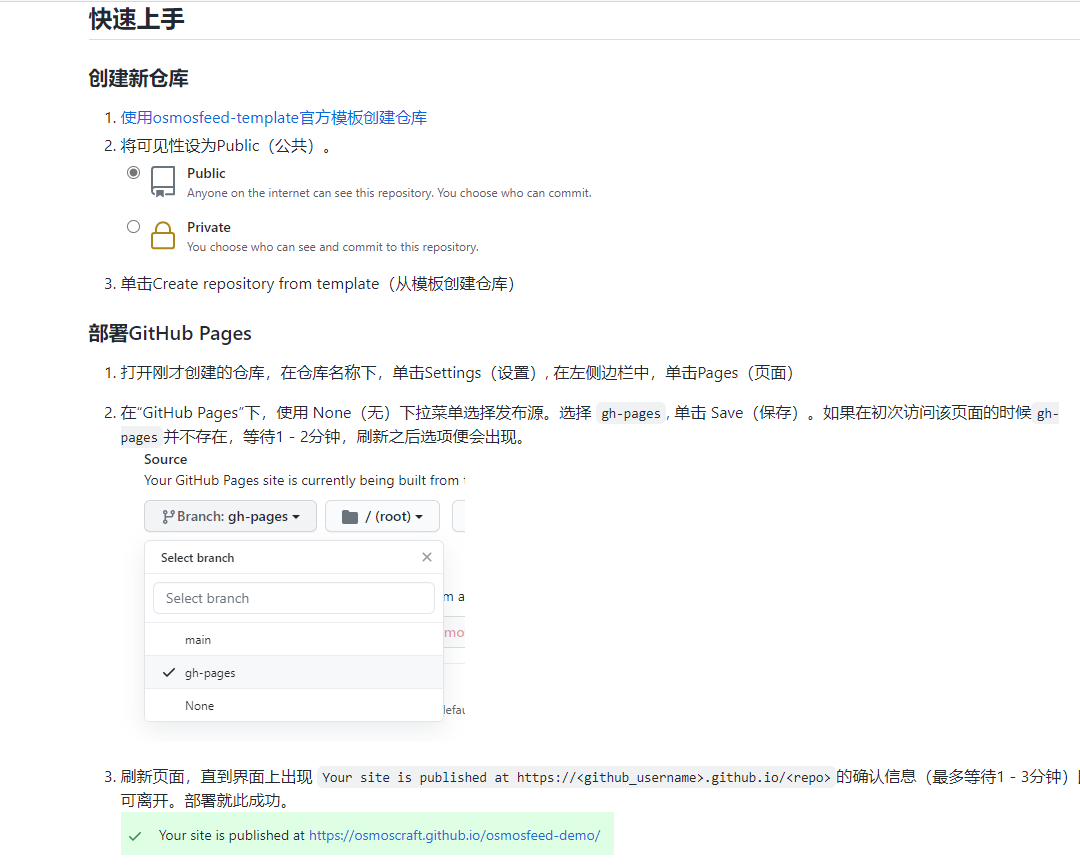 快速上手
创建新仓库
1. 使用osmosfeed-template官方模板创建仓库
2. 将可见性设为Public（公共）。
Public
Anyone on the internet can see this repository. You choose who can commit.
Private
You choose who can see and commit to this repository.
3. 单击Create repository from template（从模板创建仓库）
部署GitHub Pages
1. 打开刚才创建的仓库，在仓库名称下，单击Settings（设置）, 在左侧边栏中，单击Pages（页面）
2. 在“GitHub Pages”下，使用 None（无）下拉菜单选择发布源。选择 gh-pages , 单击 Save（保存）。如果在初次访问该页面的时候 gh-
pages 并不存在，等待1 - 2分钟，刷新之后选项便会出现。
Source
Your GitHub Pages site is currently being built from
Branch: gh-pages / (root)
Select branch
Select branch
m a
main
mo
gh-pages
None
defau
3. 刷新页面，直到界面上出现 Your site is published at https://<github_username>.github.io/<repo> 的确认信息（最多等待1 - 3分钟）
可离开。部署就此成功。
Your site is published at https://osmoscraft.github.io/osmosfeed-demo/